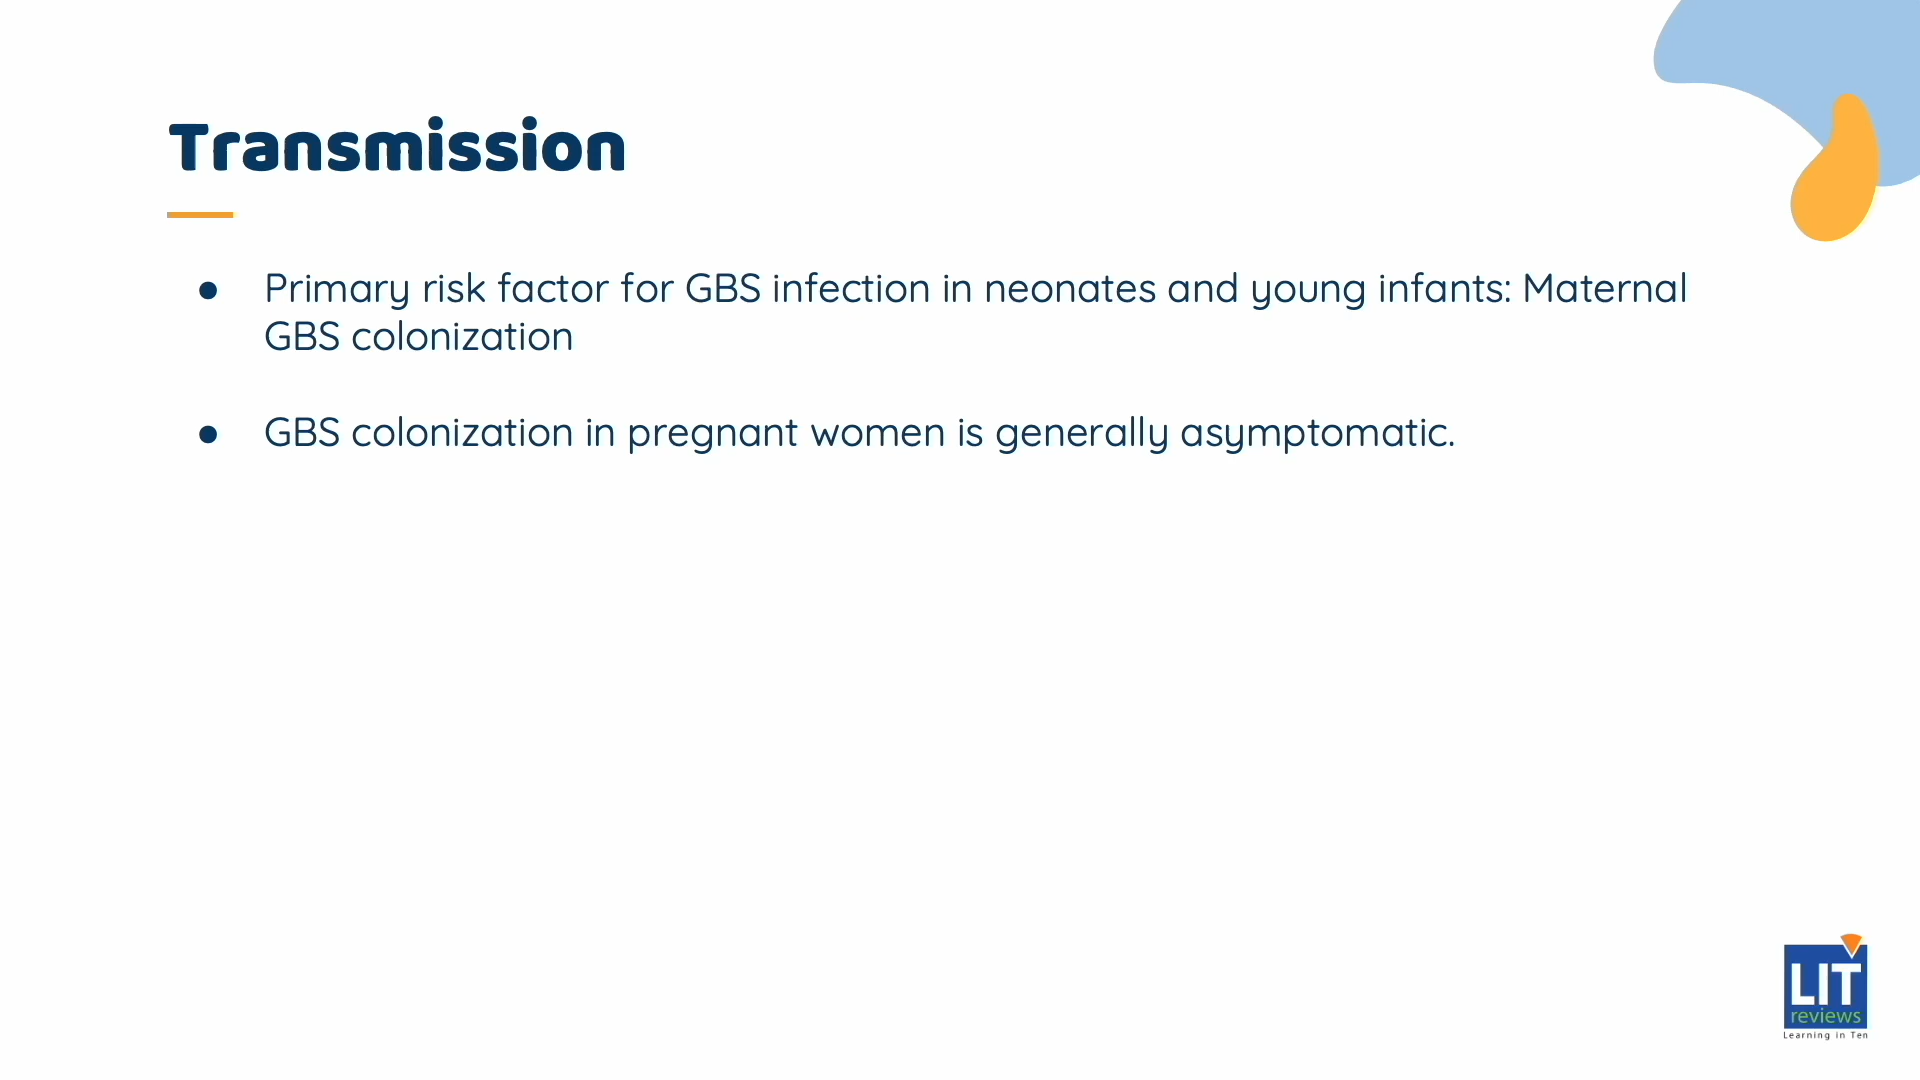 Transmission
● Primary risk factor for GBS infection in neonates and young infants: Maternal
GBS colonization
● GBS colonization in pregnant women is generally asymptomatic.
LIT
reviews
Learning in Ten